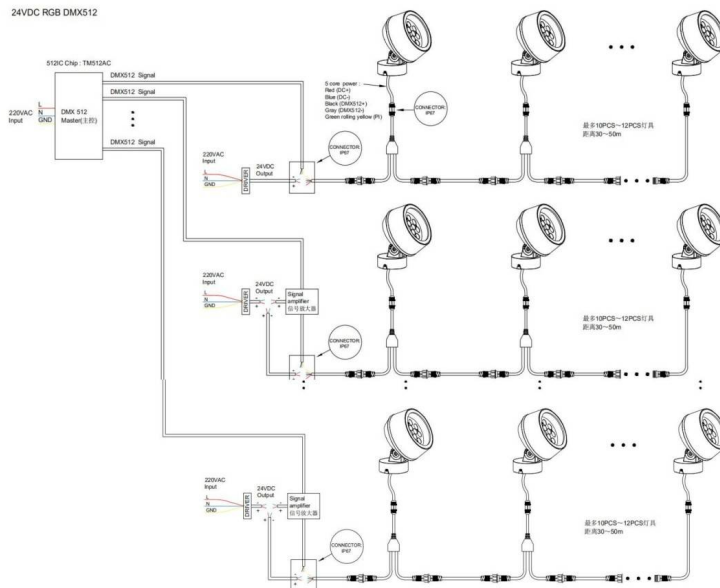 24VDC RGB DMX512
512IC Chip : TM512AC
DMX512 Signal
DMX512 Signal
DMX512 Signal
220VAC
Input
L
N
GND
DMX 512
Master(主控)
5 core power :
Red (DC+)
Blue (DC-)
Black (DMX512+)
Gray (DMX512-)
Green rolling yellow (PI)
CONNECTOR
IP67
最多10PCS～12PCS灯具
距离30～50m
CONNECTOR
IP67
220VAC
Input
24VDC
Output
L
N
GND
DRIVER
+ -
220VAC
Input
24VDC
Output
L
N
GND
DRIVER
Signal
amplifier
信号放大器
CONNECTOR
IP67
最多10PCS～12PCS灯具
距离30～50m
220VAC
Input
24VDC
Output
L
N
GND
DRIVER
Signal
amplifier
信号放大器
CONNECTOR
IP67
最多10PCS～12PCS灯具
距离30～50m